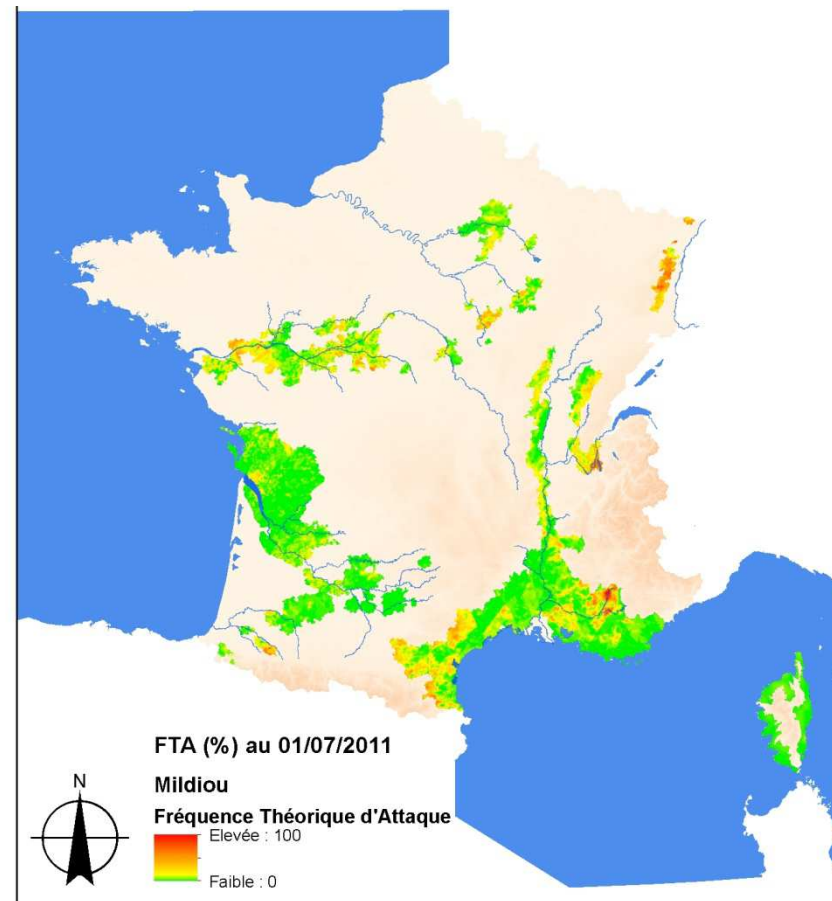 FTA (%) au 01/07/2011
Mildiou
Fréquence Théorique d'Attaque
Elevée : 100
Faible : 0
N